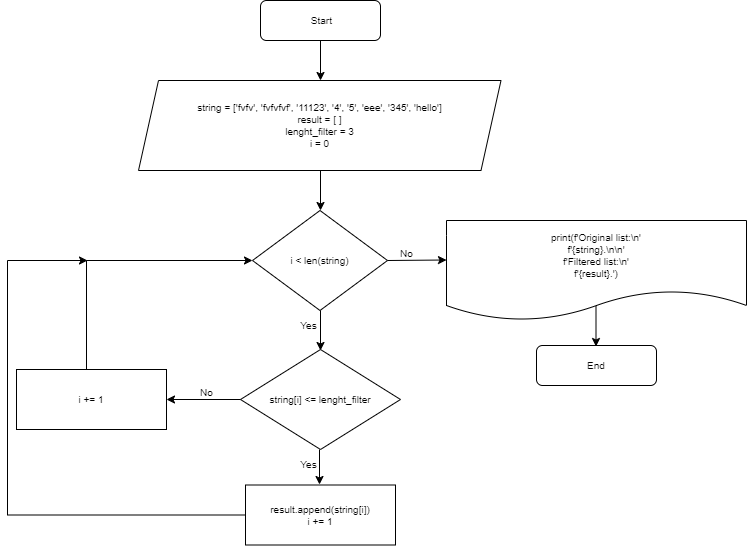 Start
string = ['fvfv', 'fvfvfvf', '11123', '4', '5', 'eee', '345', 'hello']
result = [ ]
lenght_filter = 3
i = 0
i < len(string)
No
print(f'Original list:\n'
f'{string}.\n\n'
f'Filtered list:\n'
f'{result}.')
Yes
End
string[i] <= lenght_filter
No
i += 1
Yes
result.append(string[i])
i += 1